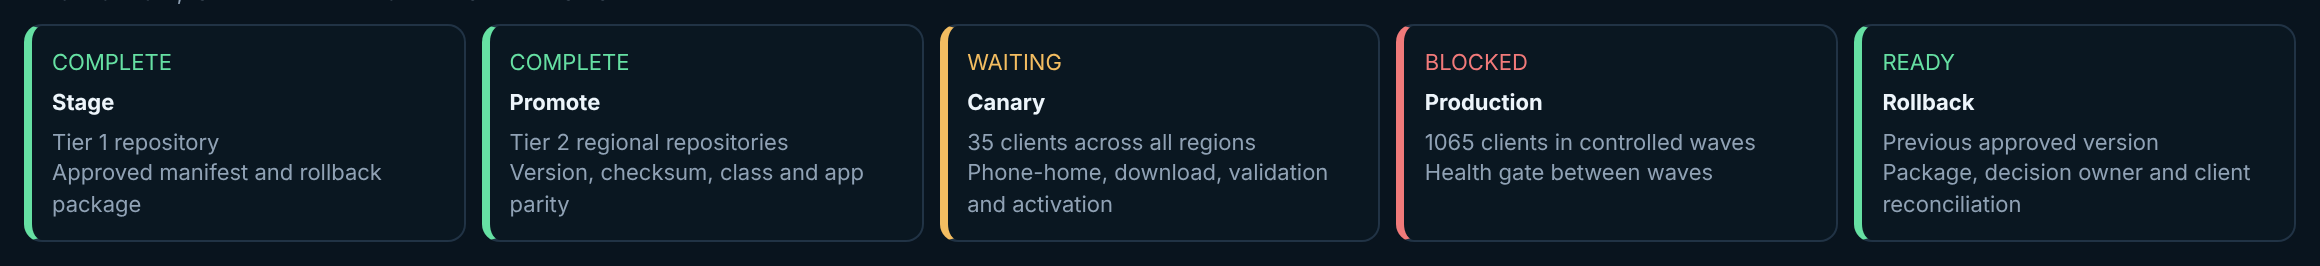 COMPLETE
Stage
Tier 1 repository
Approved manifest and rollback
package
COMPLETE
Promote
Tier 2 regional repositories
Version, checksum, class and app
parity
WAITING
Canary
35 clients across all regions
Phone-home, download, validation
and activation
BLOCKED
Production
1065 clients in controlled waves
Health gate between waves
READY
Rollback
Previous approved version
Package, decision owner and client
reconciliation